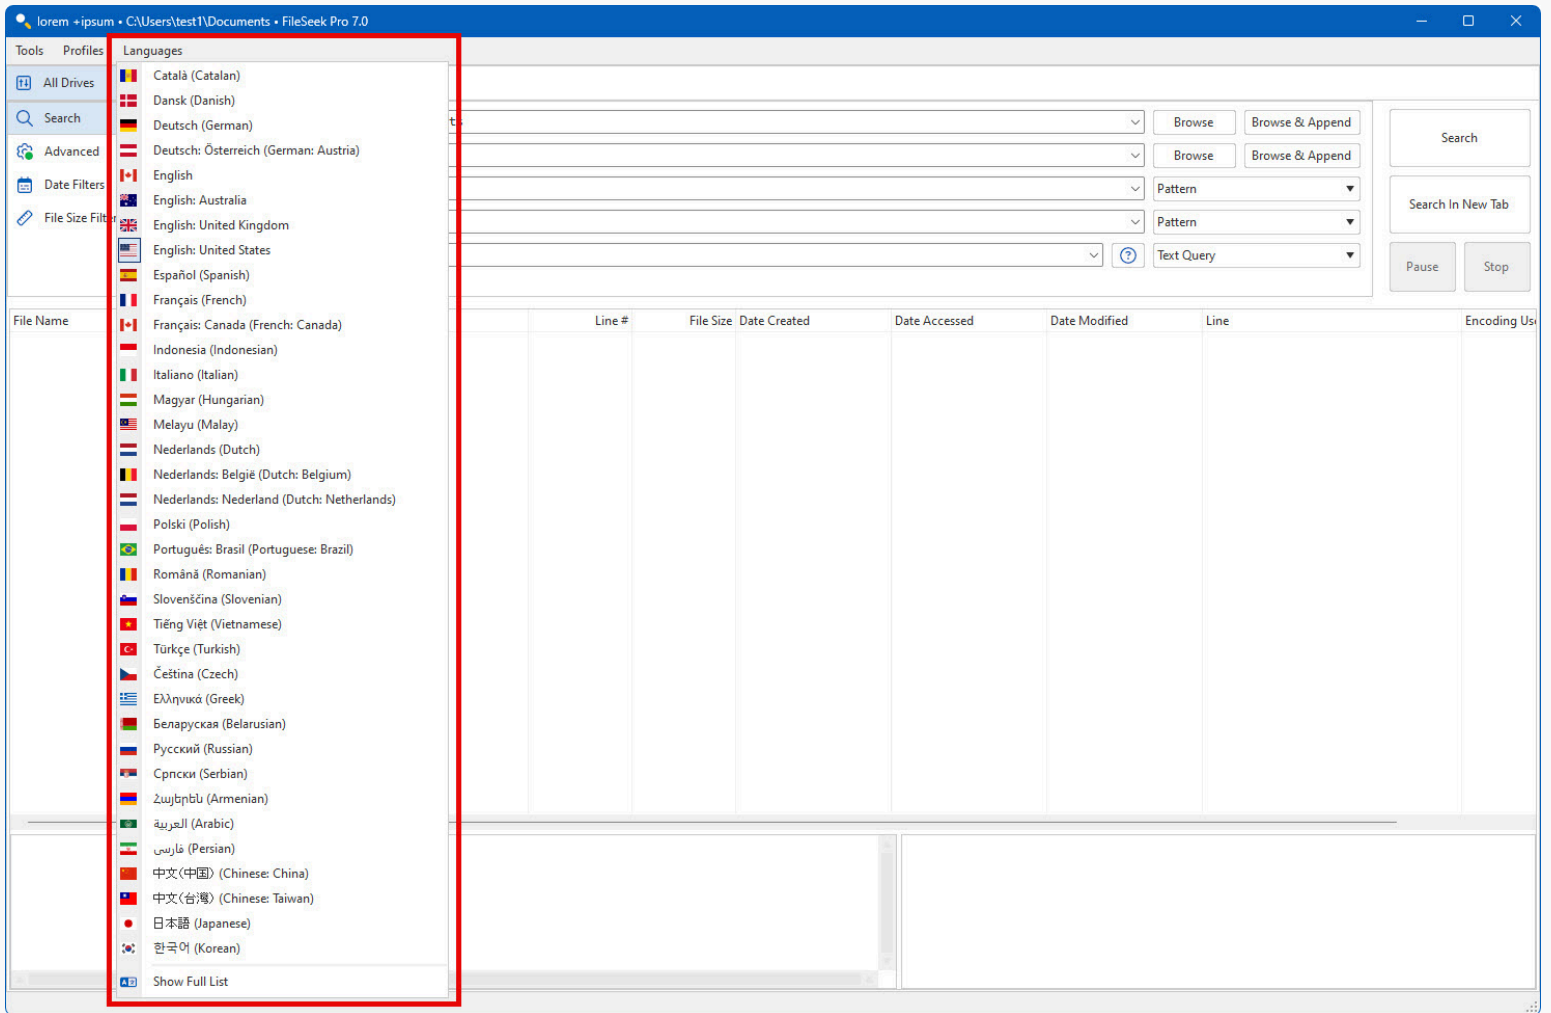 lorem +ipsum • C:\Users\test1\Documents • FileSeek Pro 7.0
Tools Profiles Languages
All Drives
Search
Advanced
Date Filters
File Size Filter
Català (Catalan)
Dansk (Danish)
Deutsch (German)
Deutsch: Österreich (German: Austria)
English
English: Australia
English: United Kingdom
English: United States
Español (Spanish)
Français (French)
Français: Canada (French: Canada)
Indonesia (Indonesian)
Italiano (Italian)
Magyar (Hungarian)
Melayu (Malay)
Nederlands (Dutch)
Nederlands: België (Dutch: Belgium)
Nederlands: Nederland (Dutch: Netherlands)
Polski (Polish)
Português: Brasil (Portuguese: Brazil)
Română (Romanian)
Slovenščina (Slovenian)
Tiếng Việt (Vietnamese)
Türkçe (Turkish)
Čeština (Czech)
Ελληνικά (Greek)
Беларуская (Belarusian)
Русский (Russian)
Српски (Serbian)
Հայերեն (Armenian)
العربية (Arabic)
فارسی (Persian)
中文(中国) (Chinese: China)
中文(台灣) (Chinese: Taiwan)
日本語 (Japanese)
한국어 (Korean)
Show Full List
ts
Browse Browse & Append
Browse Browse & Append
Pattern
Pattern
Text Query
Search
Search In New Tab
Pause Stop
File Name Line # File Size Date Created Date Accessed Date Modified Line Encoding Use